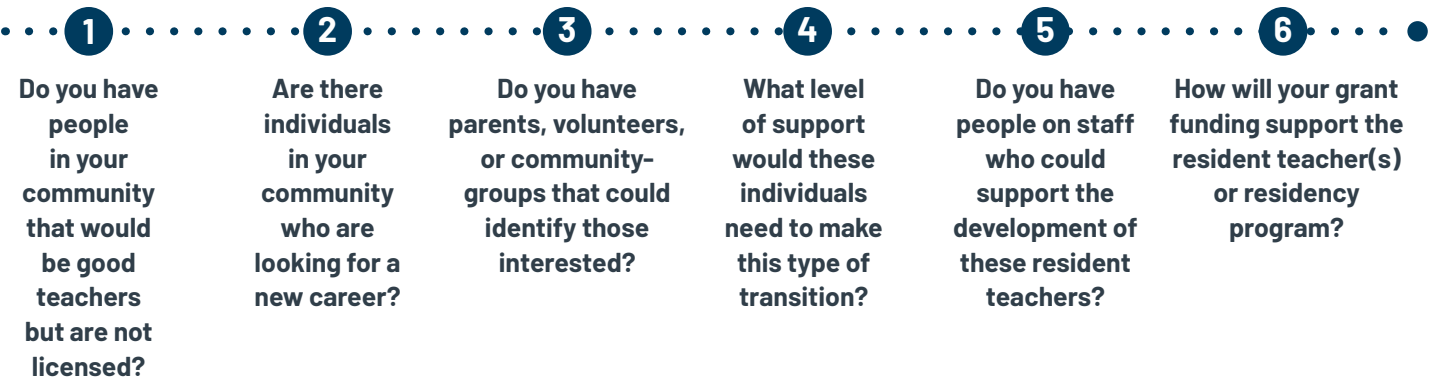 1
Do you have
people
in your
community
that would
be good
teachers
but are not
licensed?
2
Are there
individuals
in your
community
who are
looking for a
new career?
3
Do you have
parents, volunteers,
or community-
groups that could
identify those
interested?
4
What level
of support
would these
individuals
need to make
this type of
transition?
5
Do you have
people on staff
who could
support the
development of
these resident
teachers?
6
How will your grant
funding support the
resident teacher(s)
or residency
program?